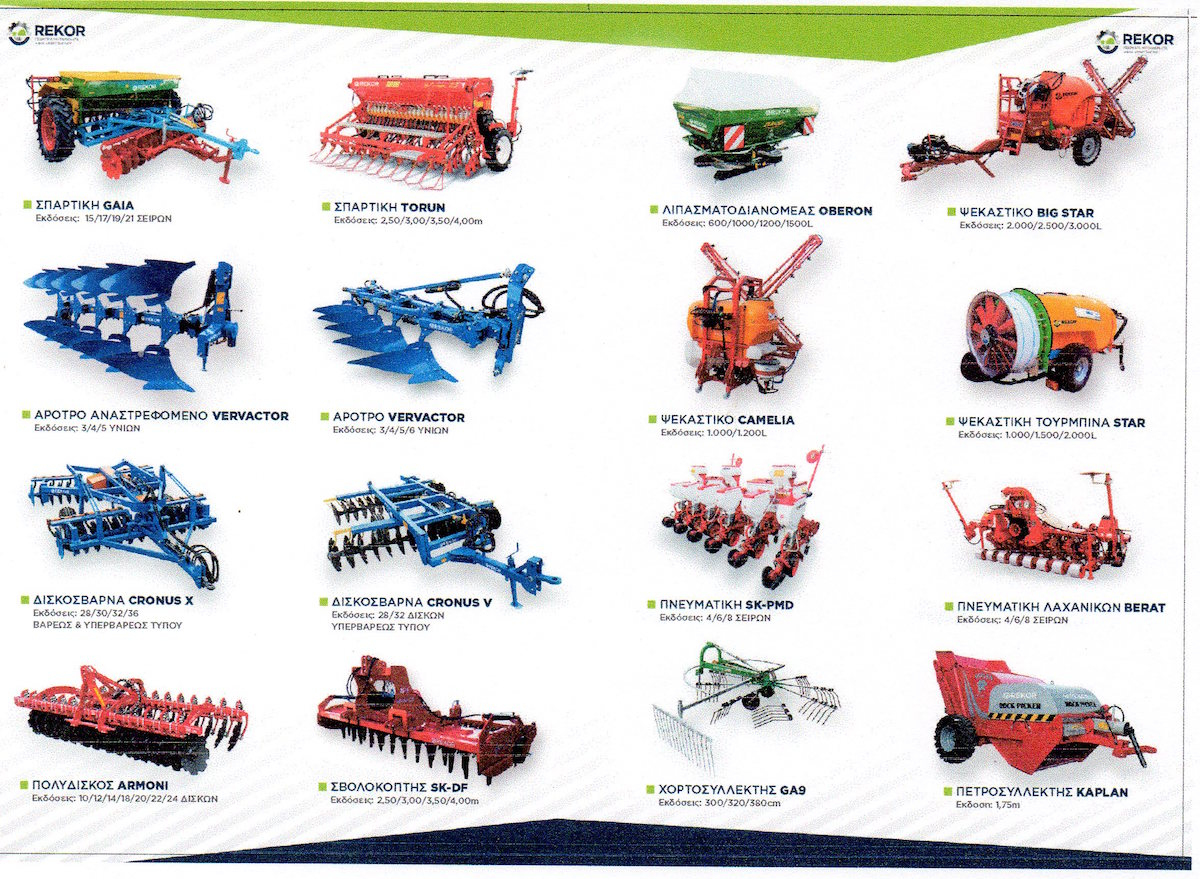 REKOR
REKOR
ΣΠΑΡΤΙΚΗ GAIA
Εκδόσεις: 15/17/19/21 ΣΕΙΡΩΝ
ΣΠΑΡΤΙΚΗ TORUN
Εκδόσεις: 2,50/3,00/3,50/4,00m
ΛΙΠΑΣΜΑΤΟΔΙΑΝΟΜΕΑΣ OBERON
Εκδόσεις: 600/1000/1200/1500L
ΨΕΚΑΣΤΙΚΟ BIG STAR
Εκδόσεις: 2.000/2.500/3.000L
ΑΡΟΤΡΟ ΑΝΑΣΤΡΕΦΟΜΕΝΟ VERVACTOR
Εκδόσεις: 3/4/5 ΥΝΙΩΝ
ΑΡΟΤΡΟ VERVACTOR
Εκδόσεις: 3/4/5/6 ΥΝΙΩΝ
ΨΕΚΑΣΤΙΚΟ CAMELIA
Εκδόσεις: 1.000/1.200L
ΨΕΚΑΣΤΙΚΗ ΤΟΥΡΜΠΙΝΑ STAR
Εκδόσεις: 1.000/1.500/2.000L
ΔΙΣΚΟΣΒΑΡΝΑ CRONUS X
Εκδόσεις: 28/30/32/36
ΒΑΡΕΩΣ & ΥΠΕΡΒΑΡΕΩΣ ΤΥΠΟΥ
ΔΙΣΚΟΣΒΑΡΝΑ CRONUS V
Εκδόσεις: 28/32 ΔΙΣΚΩΝ
ΥΠΕΡΒΑΡΕΩΣ ΤΥΠΟΥ
ΠΝΕΥΜΑΤΙΚΗ SK-PMD
Εκδόσεις: 4/6/8 ΣΕΙΡΩΝ
ΠΝΕΥΜΑΤΙΚΗ ΛΑΧΑΝΙΚΩΝ BERAT
Εκδόσεις: 4/6/8 ΣΕΙΡΩΝ
REKOR
ROCK PICKER
ΠΟΛΥΔΙΣΚΟΣ ARMONI
Εκδόσεις: 10/12/14/18/20/22/24 ΔΙΣΚΩΝ
ΣΒΟΛΟΚΟΠΤΗΣ SK-DF
Εκδόσεις: 2,50/3,00/3,50/4,00m
ΧΟΡΤΟΣΥΛΛΕΚΤΗΣ GA9
Εκδόσεις: 300/320/380cm
ΠΕΤΡΟΣΥΛΛΕΚΤΗΣ KAPLAN
Εκδοση: 1,75m